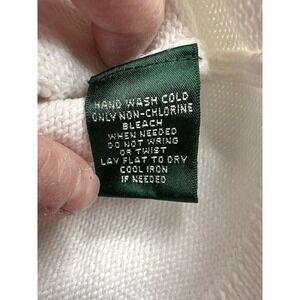 HAND WASH COLD
ONLY NON-CHLORINE
BLEACH
WHEN NEEDED
DO NOT WRING
OR TWIST
LAY FLAT TO DRY
COOL IRON
IF NEEDED